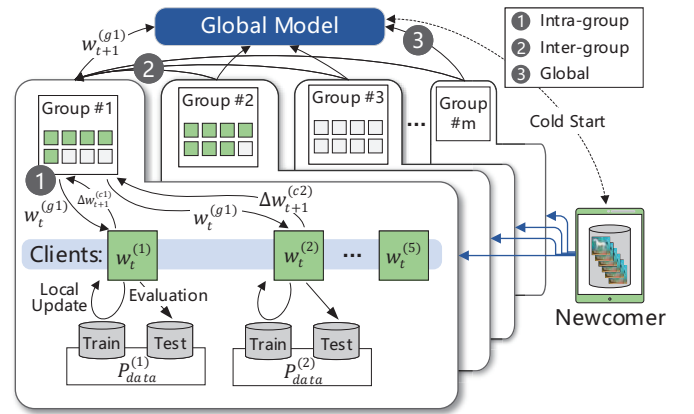 Global Model
w_{t+1}^{(g1)}
1 Intra-group
2 Inter-group
3 Global
3
2
Group #1
Group #2
Group #3
...
Group
#m
Cold Start
1
w_t^{(g1)}
Δw_{t+1}^{(c1)}
w_t^{(g1)}
Δw_{t+1}^{(c2)}
Clients:
w_t^{(1)}
w_t^{(2)}
...
w_t^{(5)}
Local
Update
Evaluation
Newcomer
Train
Test
Train
Test
P_{data}^{(1)}
P_{data}^{(2)}